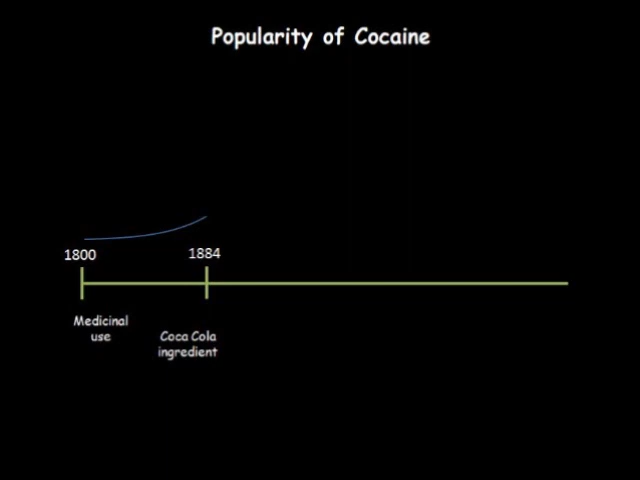 Popularity of Cocaine
1800
1884
Medicinal
use
Coca Cola
ingredient